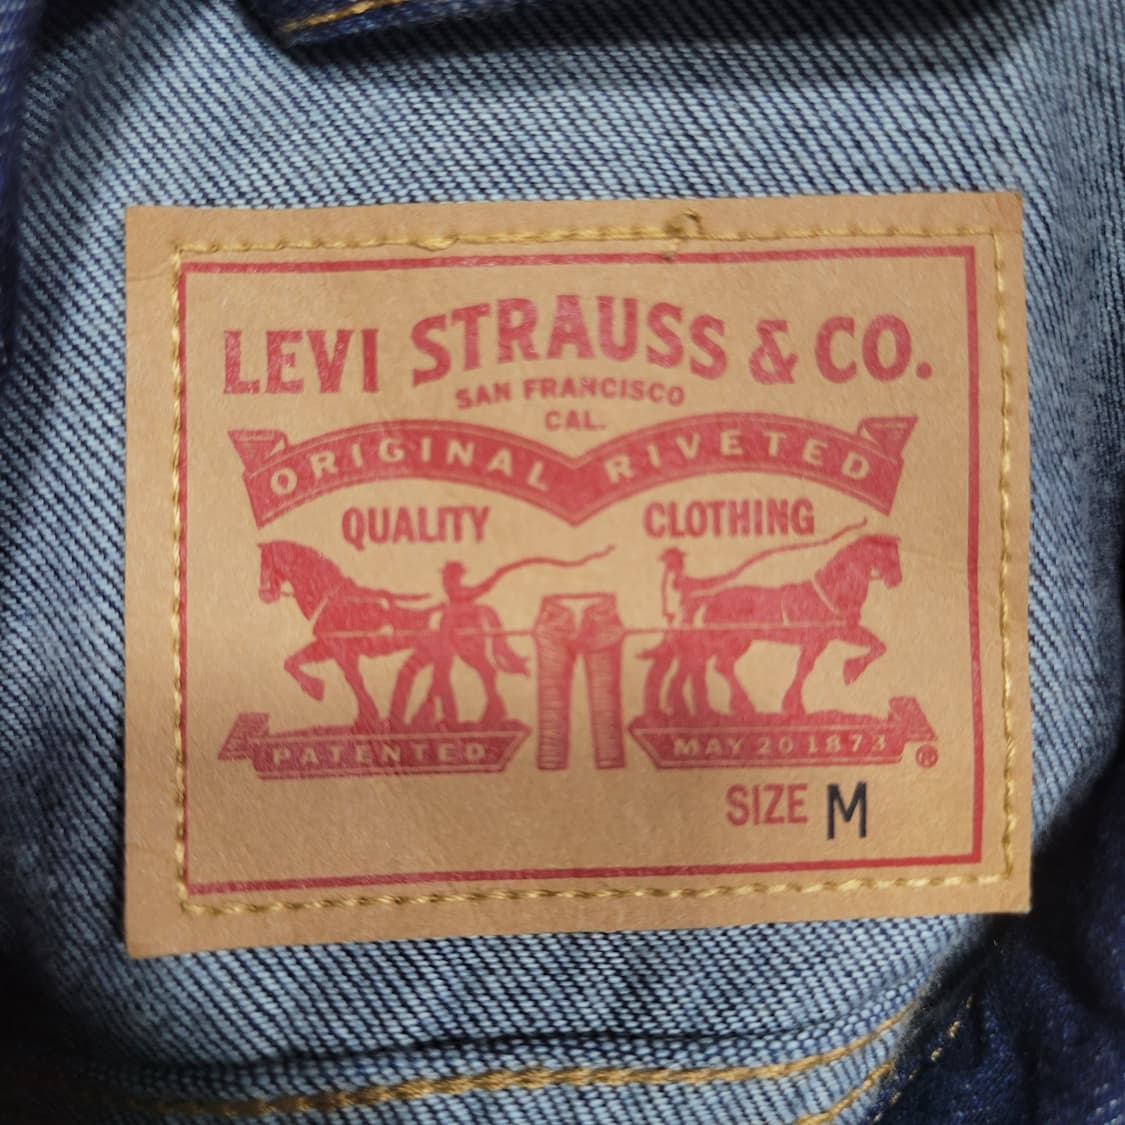 LEVI STRAUSS & CO.
SAN FRANCISCO
CAL.
ORIGINAL RIVETED
QUALITY CLOTHING
PATENTED MAY 20 1873 ®
SIZE M